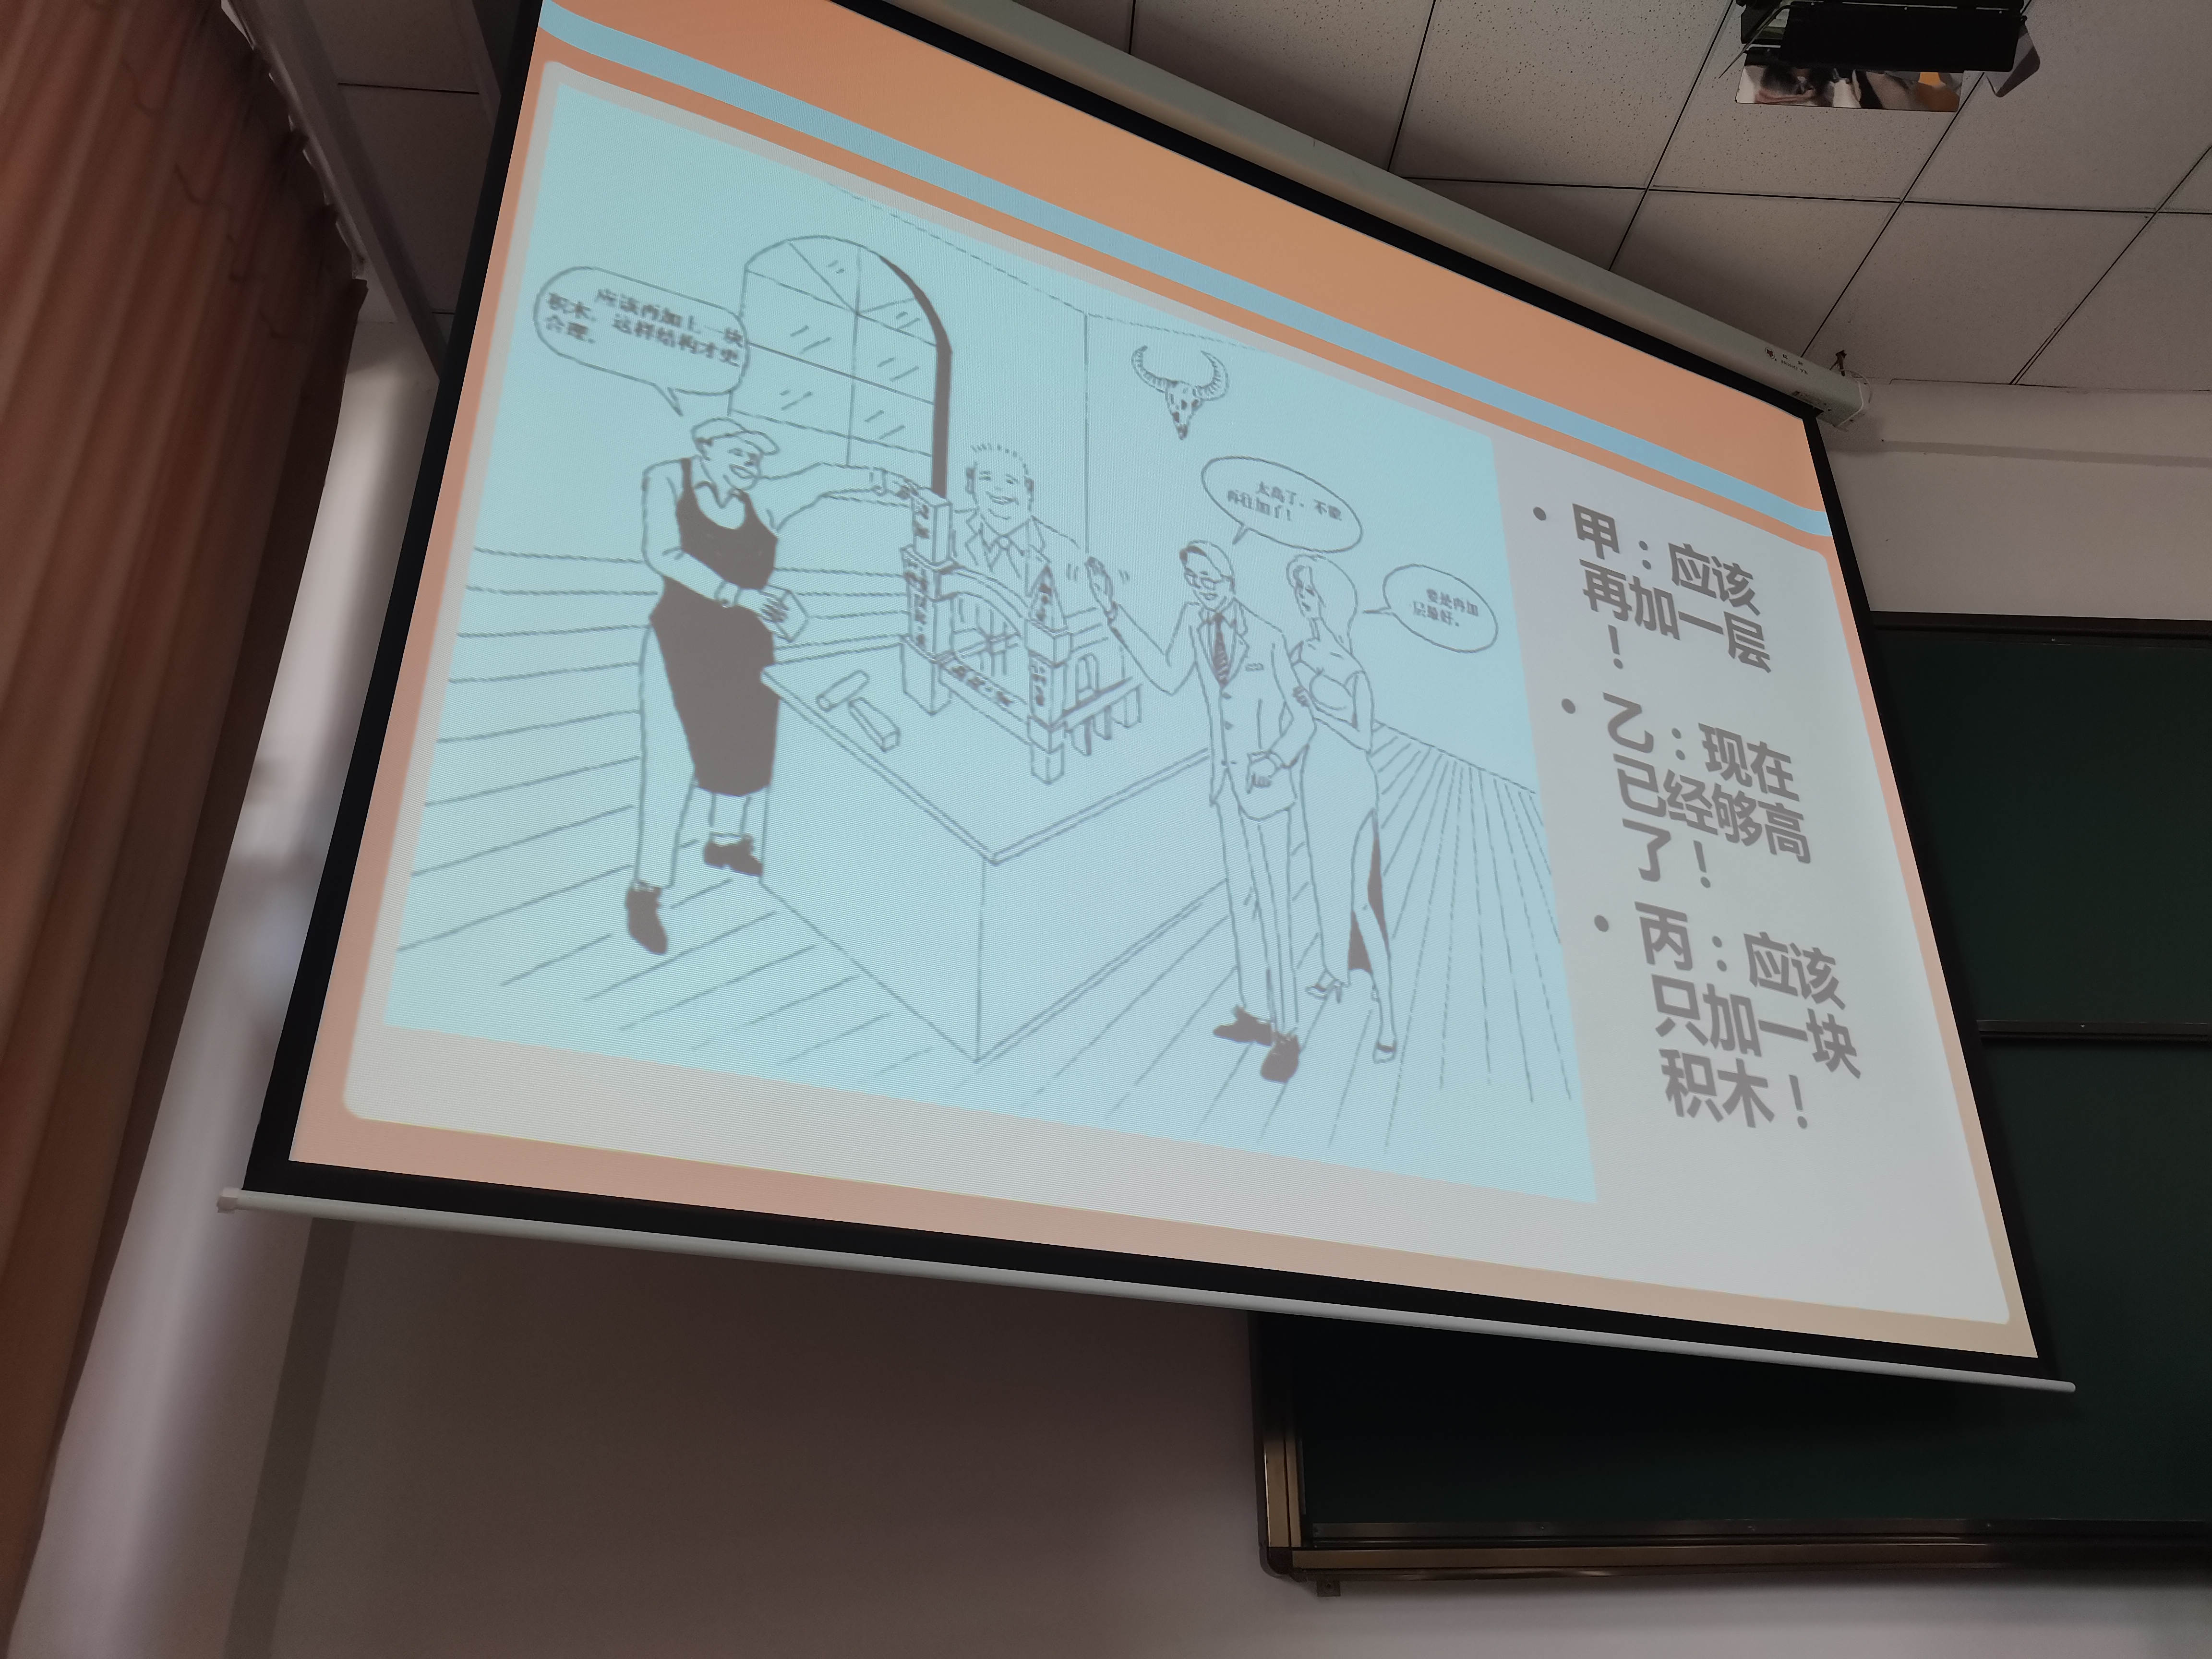 应该再加上一块
积木，这样结构才更
合理。
太高了，不能
再往加了！
要是再加
层最好。
• 甲：应该
再加一层
！
• 乙：现在
已经够高
了！
• 丙：应该
只加一块
积木！